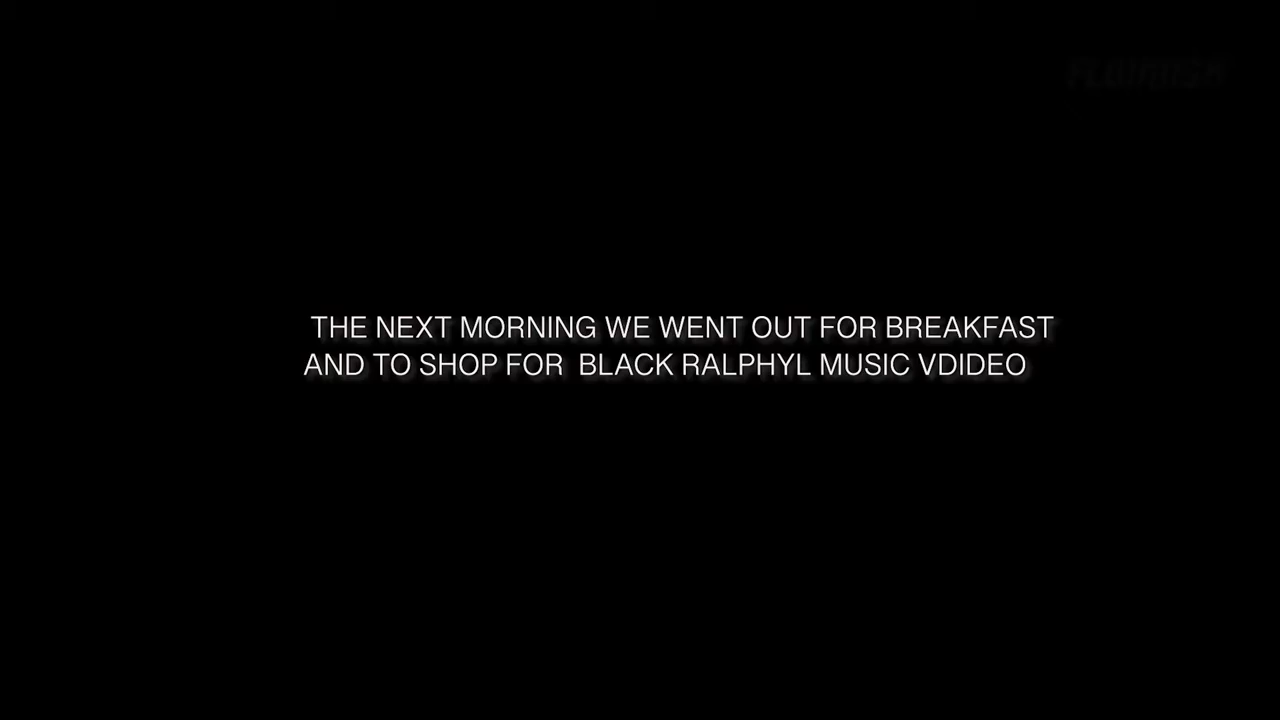 THE NEXT MORNING WE WENT OUT FOR BREAKFAST
AND TO SHOP FOR BLACK RALPHYL MUSIC VDIDEO